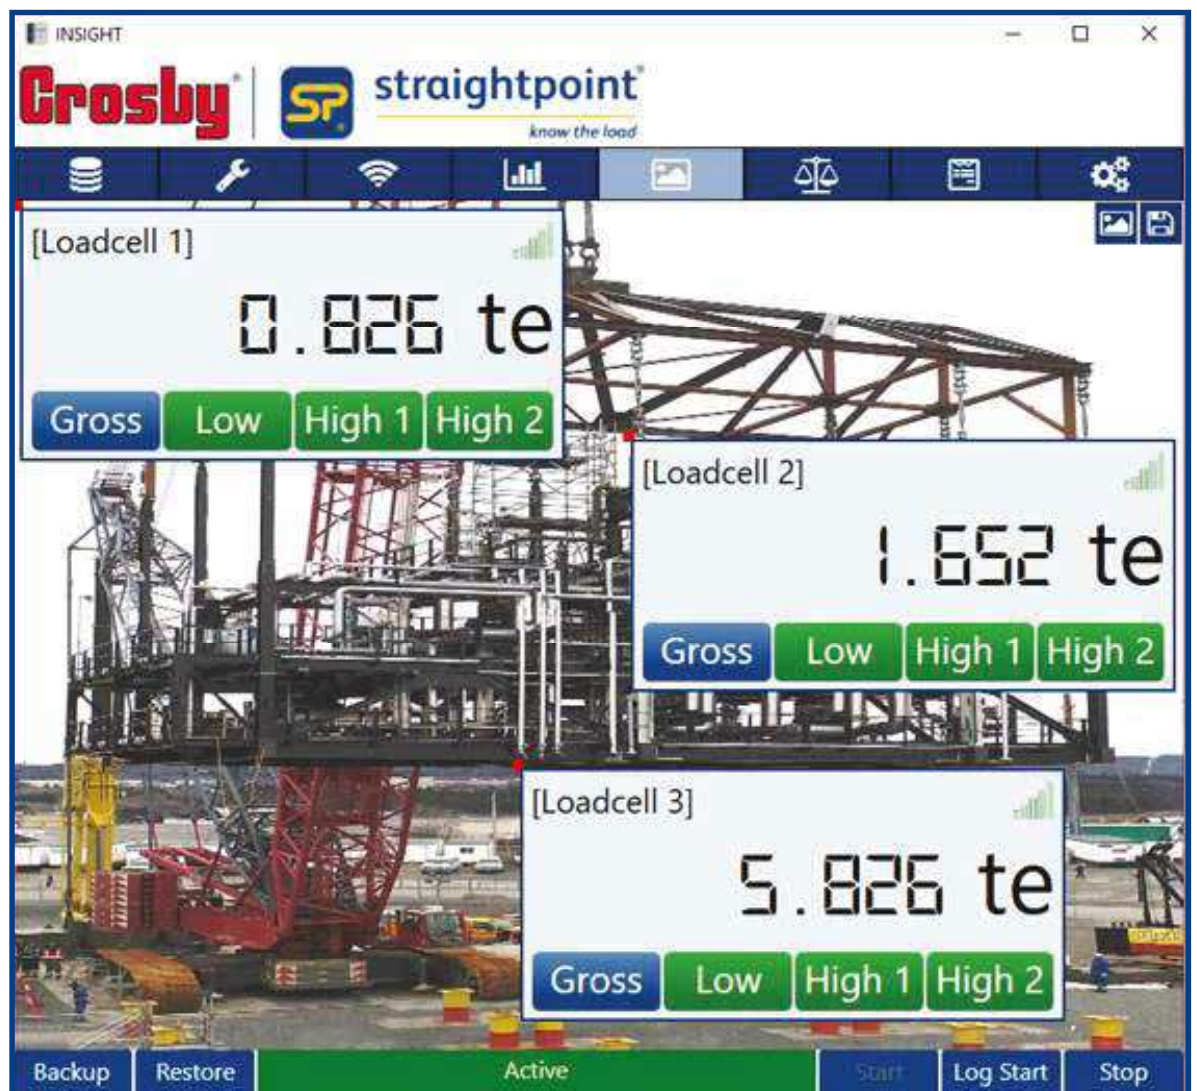 INSIGHT
Crosby® SP® straightpoint®
know the load
[Loadcell 1]
0.826 te
Gross Low High 1 High 2
[Loadcell 2]
1.652 te
Gross Low High 1 High 2
[Loadcell 3]
5.826 te
Gross Low High 1 High 2
Backup Restore Active Start Log Start Stop